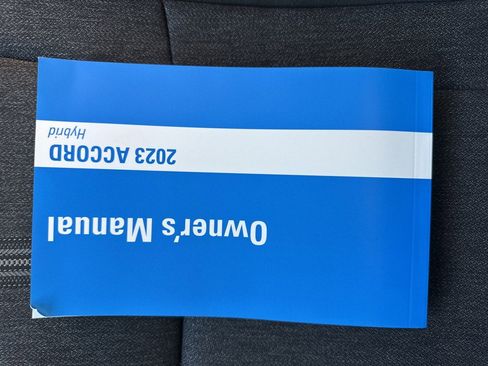 Owner's Manual
2023 ACCORD
Hybrid